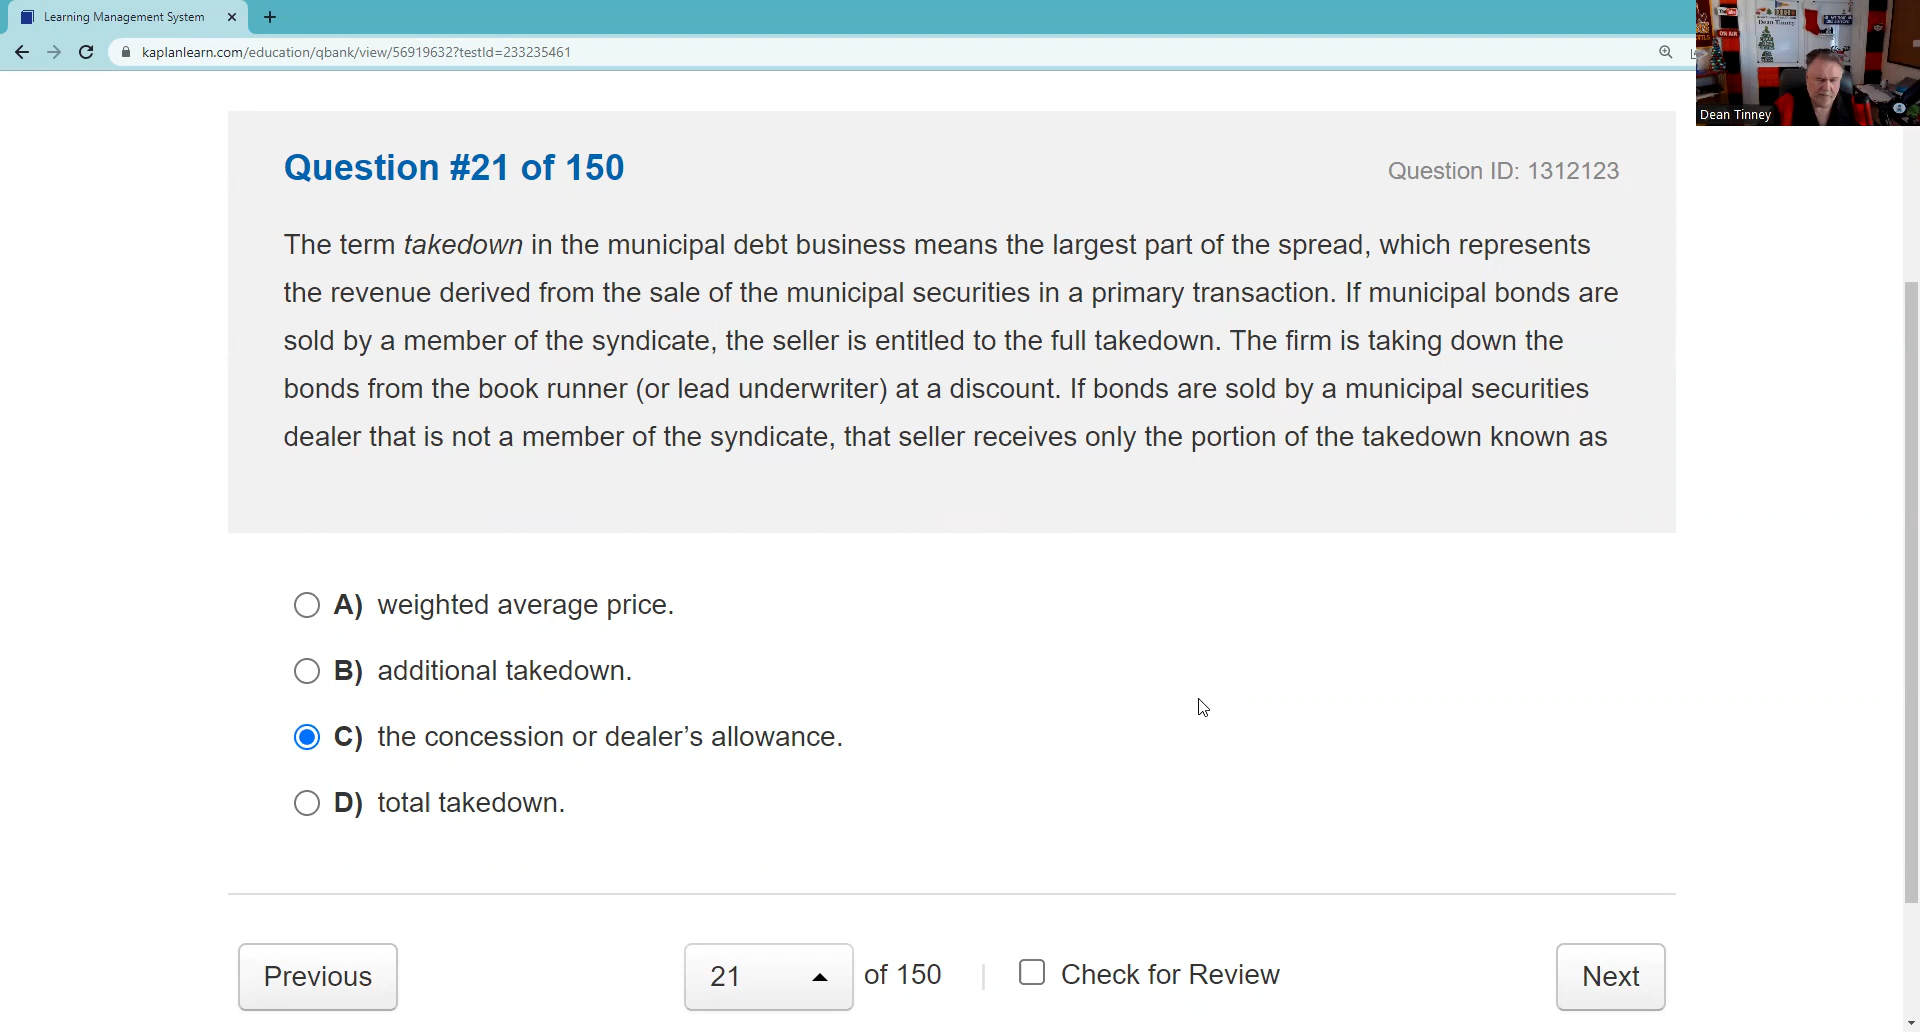 Learning Management System
kaplanlearn.com/education/qbank/view/56919632?testId=233235461
Dean Tinney
Question #21 of 150
Question ID: 1312123
The term takedown in the municipal debt business means the largest part of the spread, which represents
the revenue derived from the sale of the municipal securities in a primary transaction. If municipal bonds are
sold by a member of the syndicate, the seller is entitled to the full takedown. The firm is taking down the
bonds from the book runner (or lead underwriter) at a discount. If bonds are sold by a municipal securities
dealer that is not a member of the syndicate, that seller receives only the portion of the takedown known as
A) weighted average price.
B) additional takedown.
C) the concession or dealer’s allowance.
D) total takedown.
Previous
21
of 150
Check for Review
Next